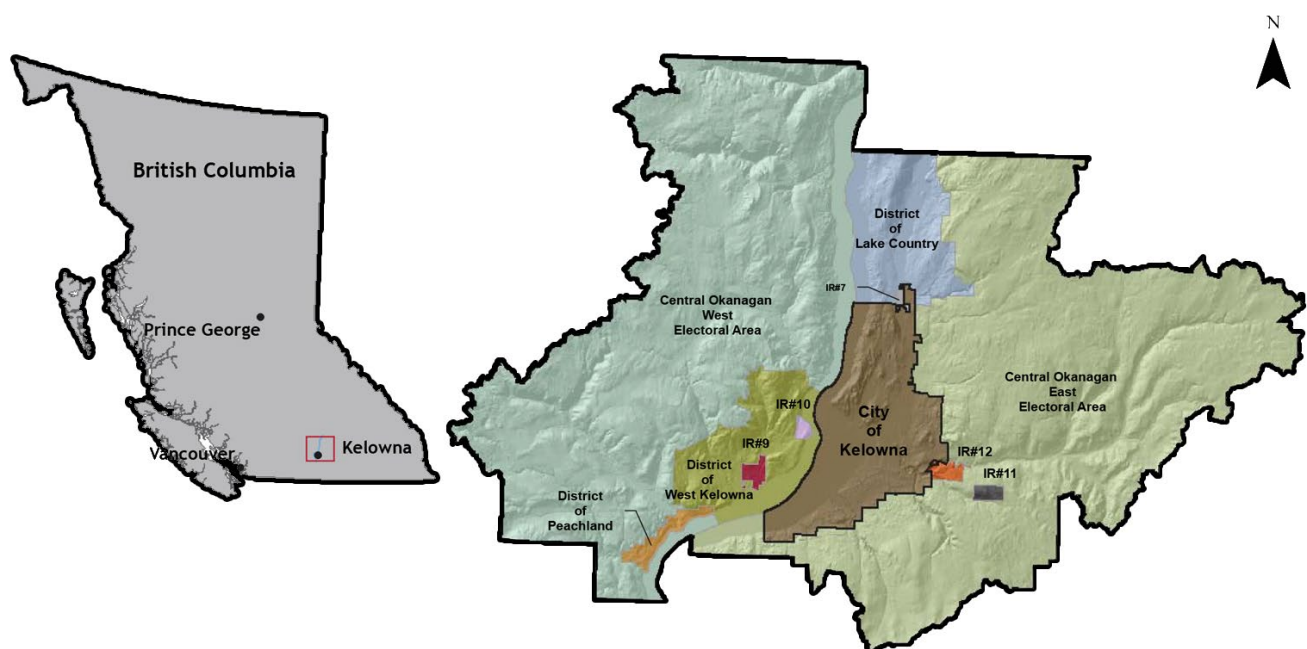 N
British Columbia
Prince George
Kelowna
Vancouver
District
of
Lake Country
IR#7
Central Okanagan
West
Electoral Area
Central Okanagan
East
Electoral Area
City
of
Kelowna
IR#10
IR#9
IR#12
IR#11
District
of
West Kelowna
District
of
Peachland